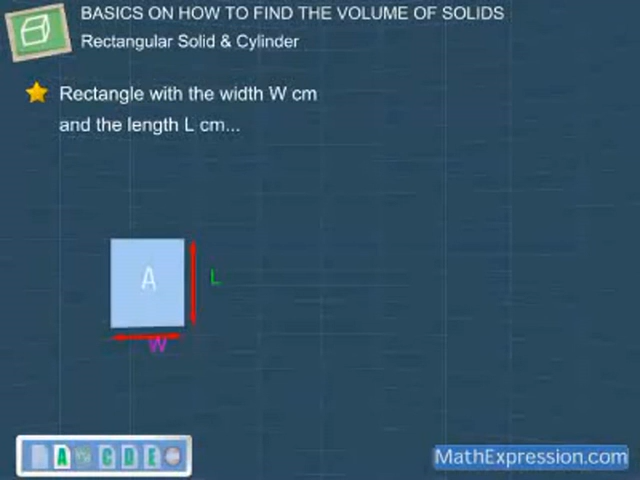 BASICS ON HOW TO FIND THE VOLUME OF SOLIDS
Rectangular Solid & Cylinder
Rectangle with the width W cm
and the length L cm...
A
L
W
A C D E
MathExpression.com